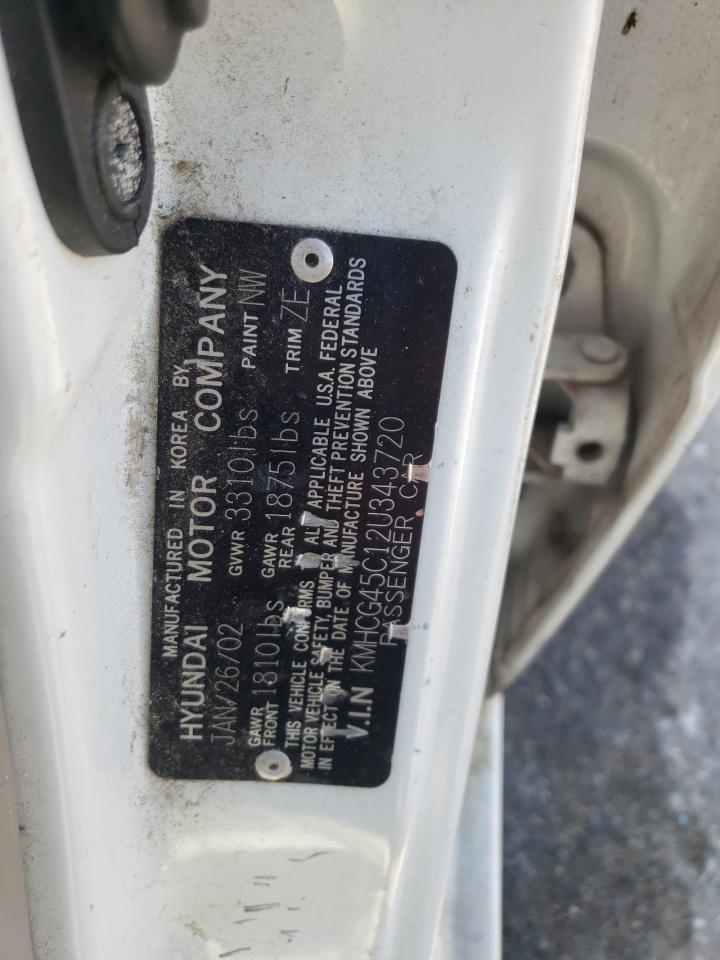 MANUFACTURED IN KOREA BY
HYUNDAI MOTOR COMPANY
JAN/26/02 GVWR 3310lbs PAINT NW
GAWR FRONT 1810lbs GAWR REAR 1875lbs TRIM ZE
THIS VEHICLE CONFORMS TO ALL APPLICABLE U.S.A. FEDERAL
MOTOR VEHICLE SAFETY, BUMPER AND THEFT PREVENTION STANDARDS
IN EFFECT ON THE DATE OF MANUFACTURE SHOWN ABOVE
V.I.N KMHCG45C12U343720
PASSENGER CAR